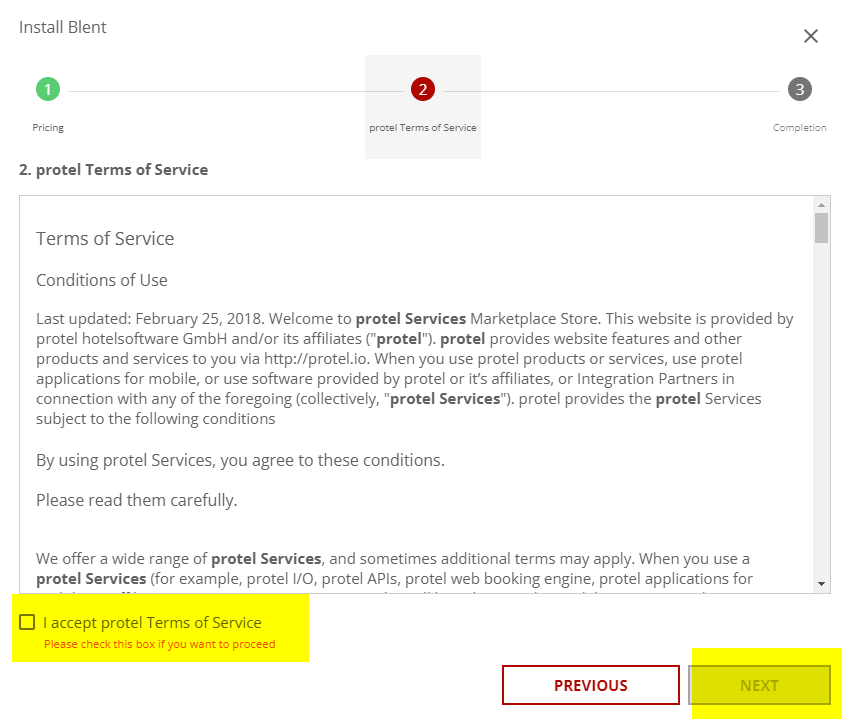 Install Blent
1
2
3
Pricing
protel Terms of Service
Completion
2. protel Terms of Service
Terms of Service
Conditions of Use
Last updated: February 25, 2018. Welcome to protel Services Marketplace Store. This website is provided by
protel hotelsoftware GmbH and/or its affiliates ("protel"). protel provides website features and other
products and services to you via http://protel.io. When you use protel products or services, use protel
applications for mobile, or use software provided by protel or it's affiliates, or Integration Partners in
connection with any of the foregoing (collectively, "protel Services"). protel provides the protel Services
subject to the following conditions
By using protel Services, you agree to these conditions.
Please read them carefully.
We offer a wide range of protel Services, and sometimes additional terms may apply. When you use a
protel Services (for example, protel I/O, protel APIs, protel web booking engine, protel applications for
I accept protel Terms of Service
Please check this box if you want to proceed
PREVIOUS
NEXT